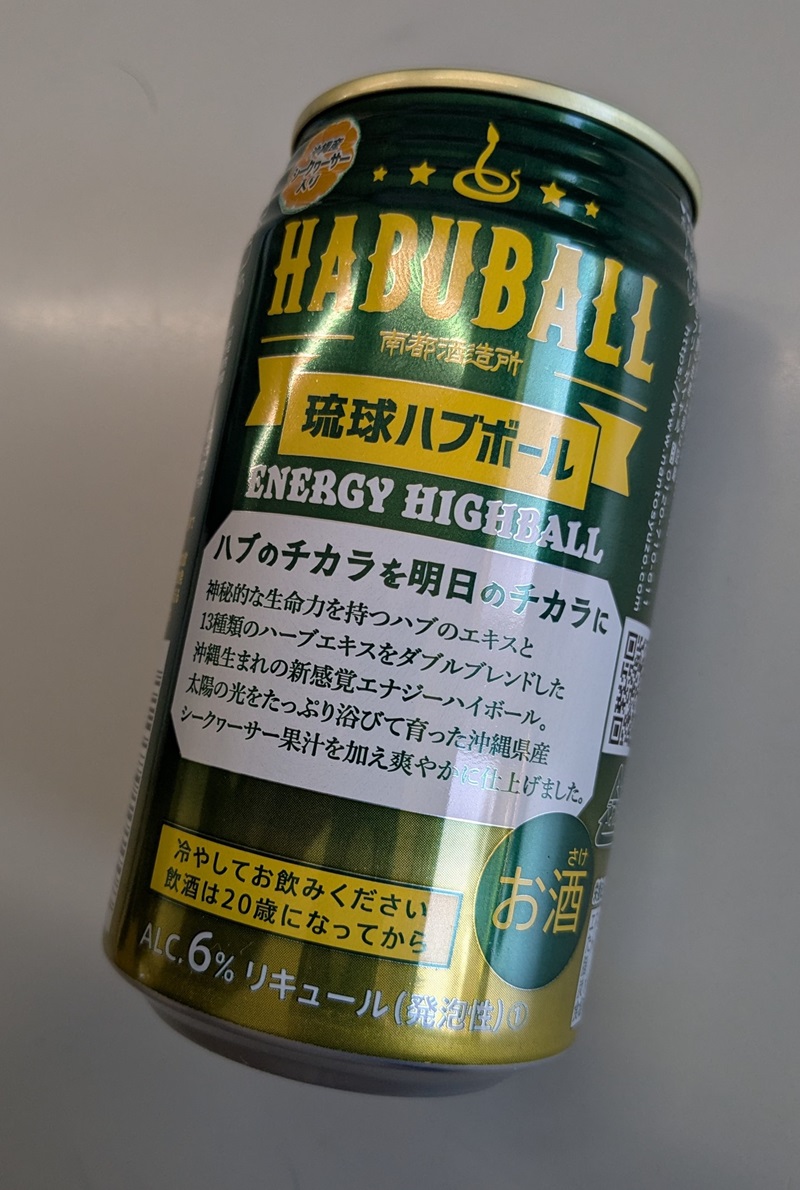 沖縄産
シークヮーサー
入り
HABUBALL
南都酒造所
琉球ハブボール
ENERGY HIGHBALL
ハブのチカラを明日のチカラに
神秘的な生命力を持つハブのエキスと
13種類のハーブエキスをダブルブレンドした
沖縄生まれの新感覚エナジーハイボール。
太陽の光をたっぷり浴びて育った沖縄県産
シークヮーサー果汁を加え爽やかに仕上げました。
冷やしてお飲みください
飲酒は20歳になってから
さけ
お酒
ALC.6% リキュール(発泡性)①
https://www.nantosyuzo.com